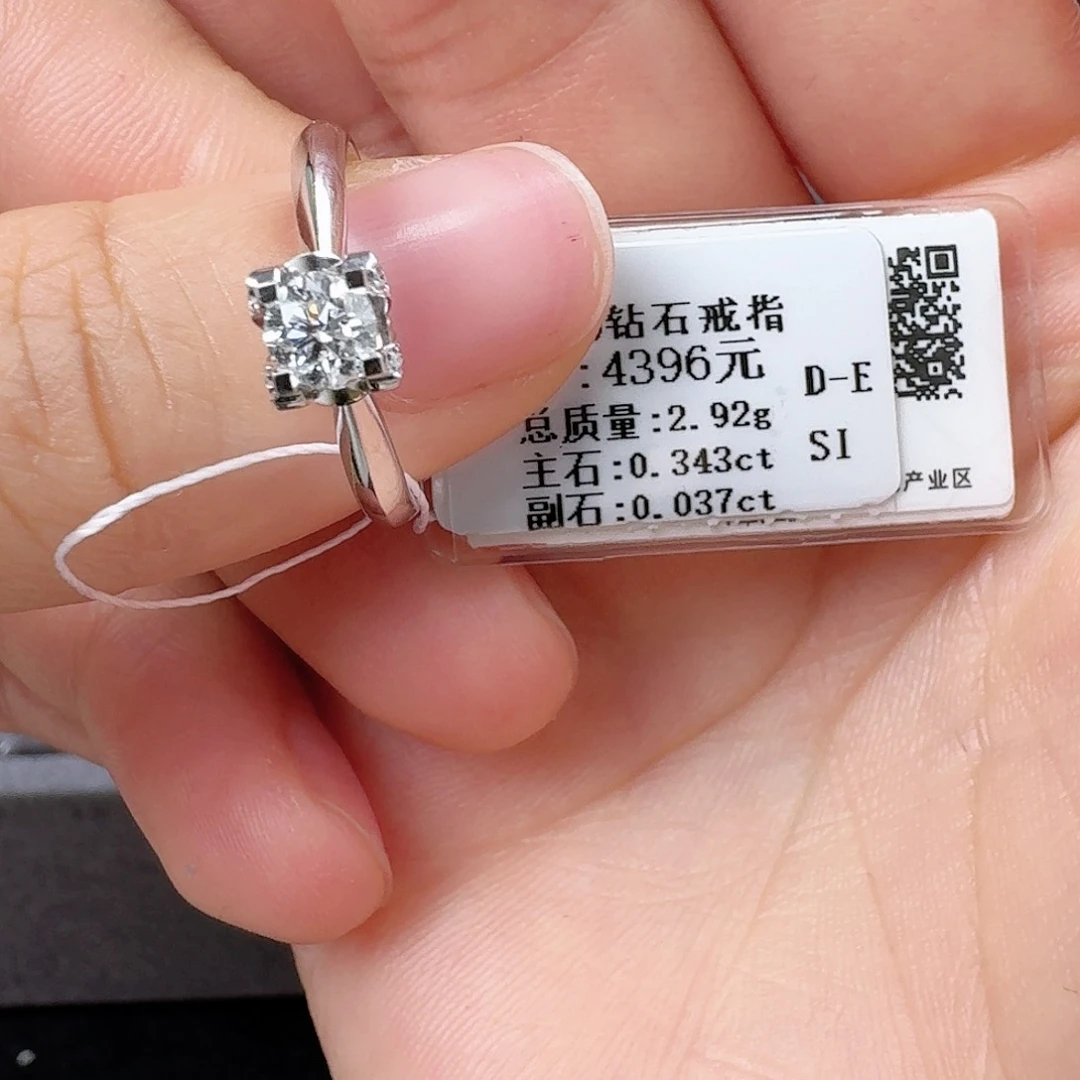 钻石戒指
:4396元
D-E
总质量:2.92g
SI
主石:0.343ct
副石:0.037ct
产业区